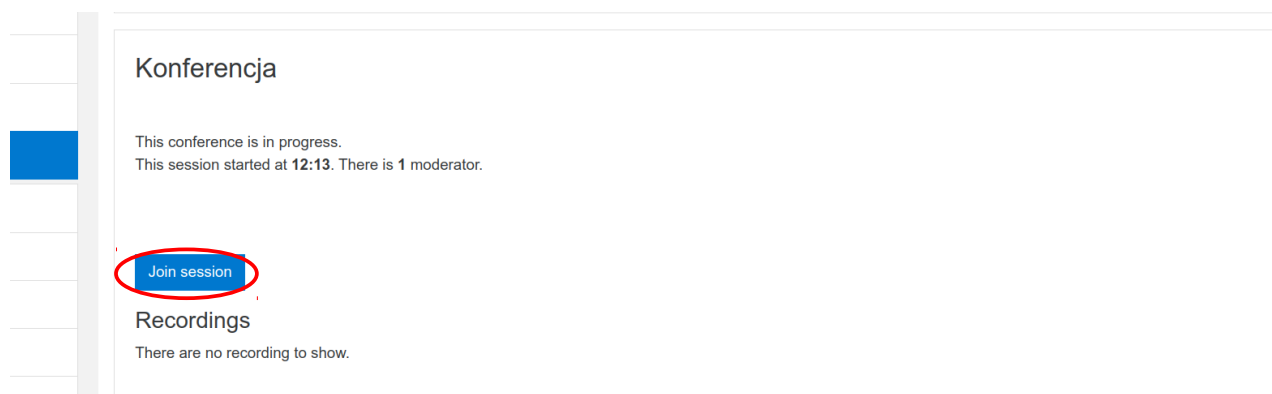 Konferencja
This conference is in progress.
This session started at 12:13. There is 1 moderator.
Join session
Recordings
There are no recording to show.